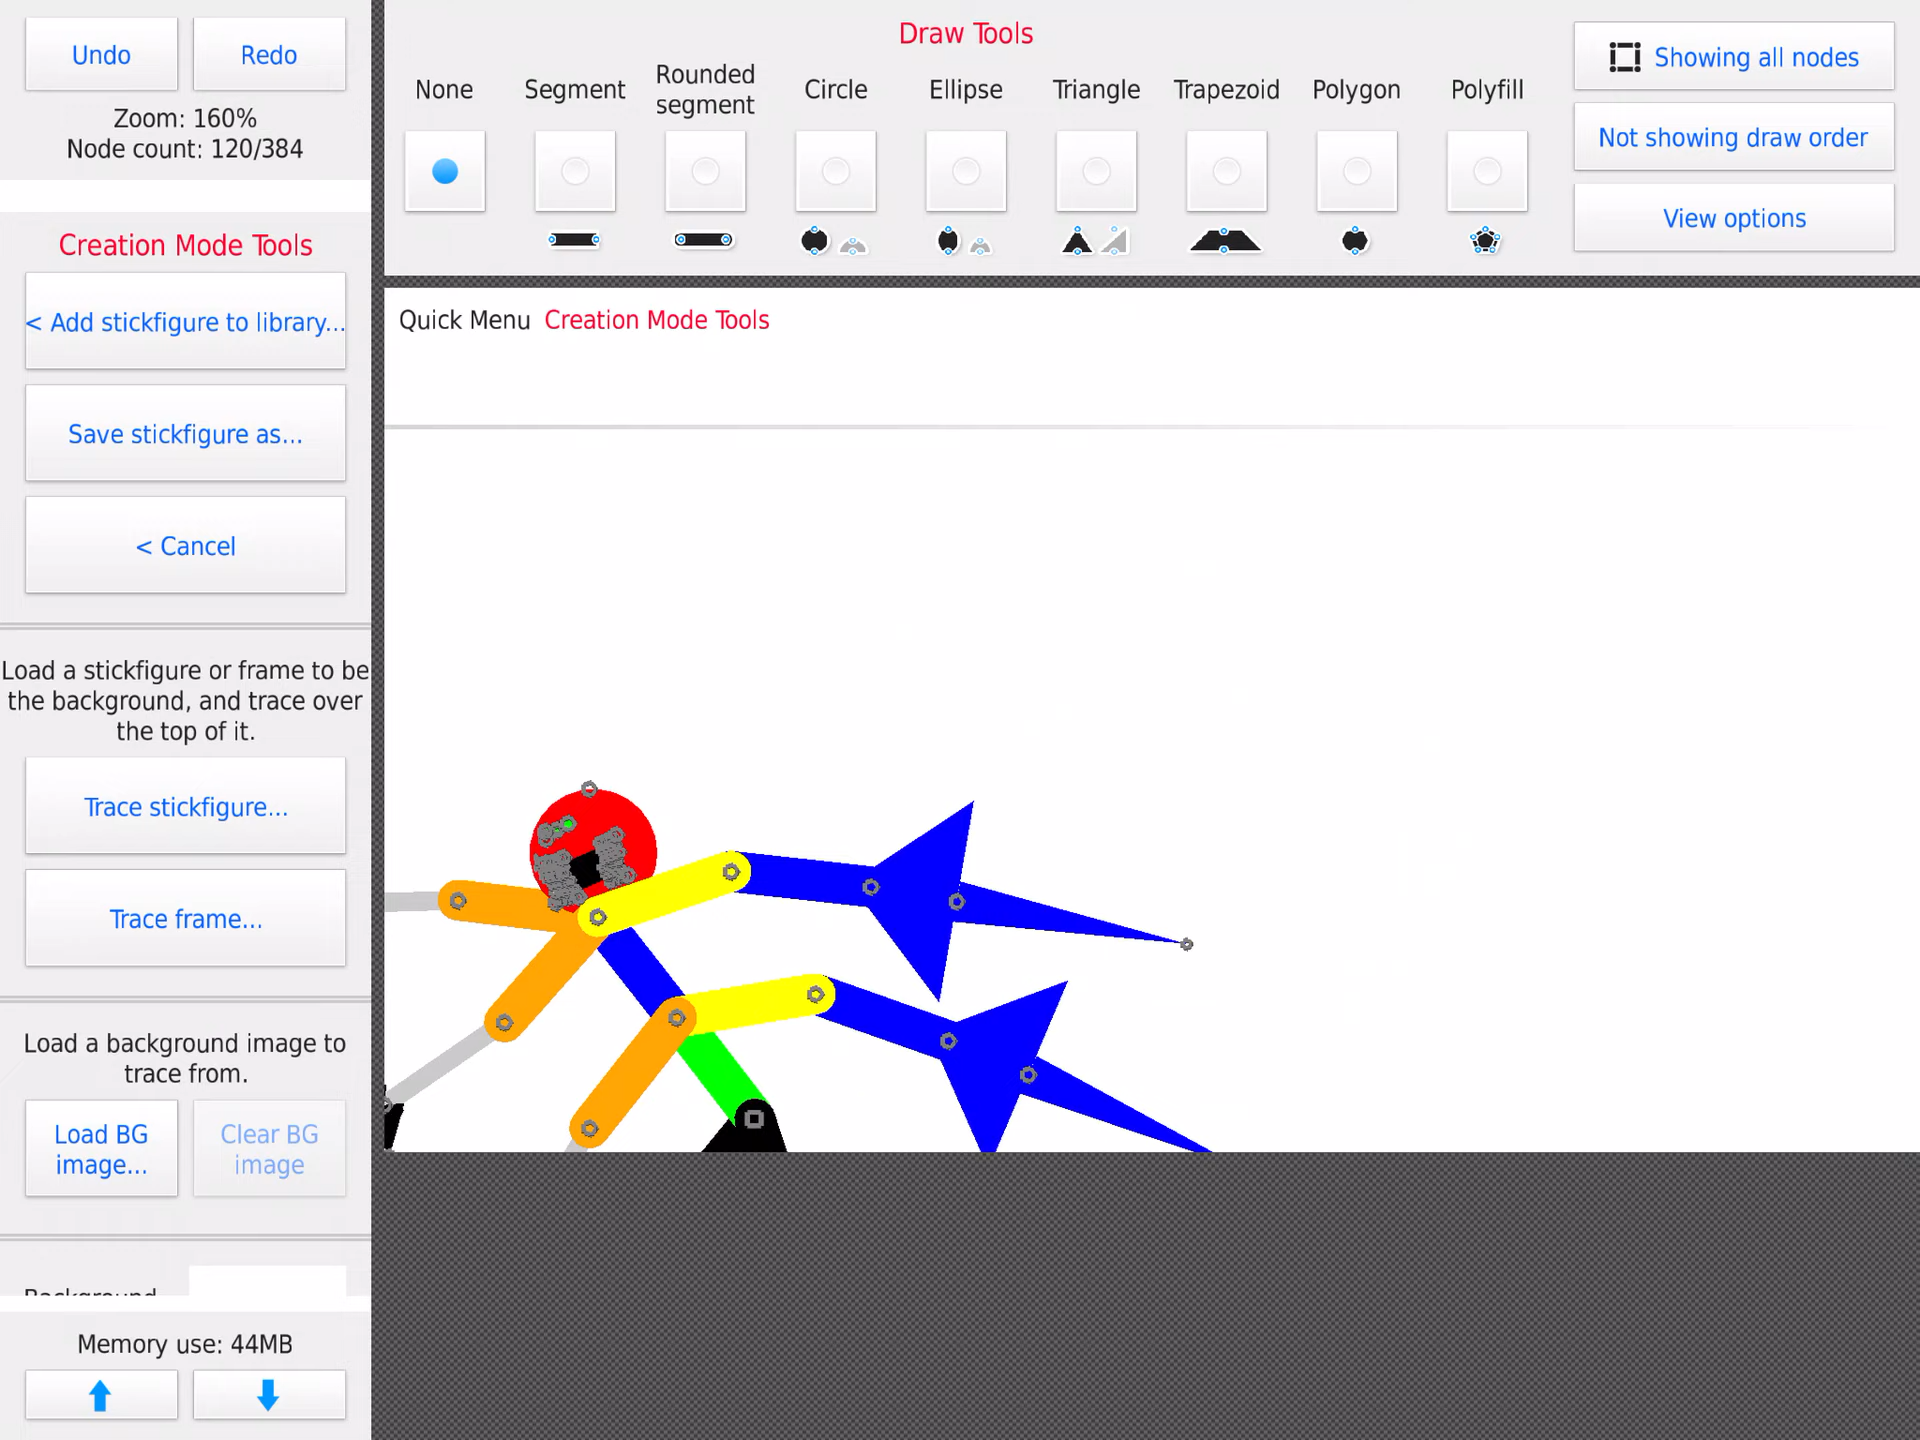 Undo
Redo
Zoom: 160%
Node count: 120/384
Creation Mode Tools
< Add stickfigure to library...
Save stickfigure as...
< Cancel
Load a stickfigure or frame to be
the background, and trace over
the top of it.
Trace stickfigure...
Trace frame...
Load a background image to
trace from.
Load BG
image...
Clear BG
image
Background
Memory use: 44MB
Draw Tools
None
Segment
Rounded
segment
Circle
Ellipse
Triangle
Trapezoid
Polygon
Polyfill
Showing all nodes
Not showing draw order
View options
Quick Menu Creation Mode Tools